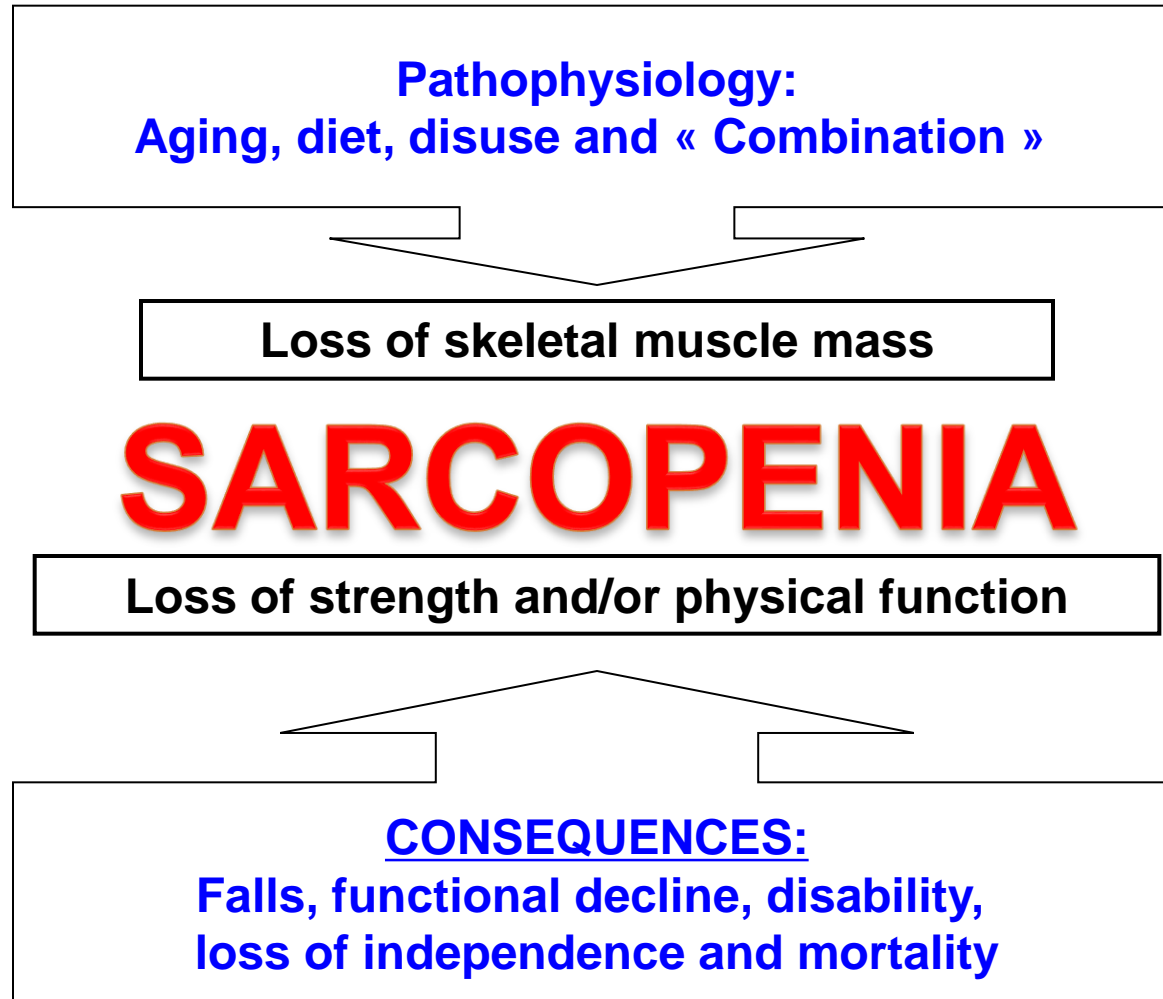 Pathophysiology:
Aging, diet, disuse and « Combination »
Loss of skeletal muscle mass
SARCOPENIA
Loss of strength and/or physical function
CONSEQUENCES:
Falls, functional decline, disability,
loss of independence and mortality